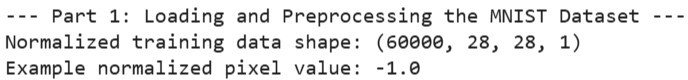 --- Part 1: Loading and Preprocessing the MNIST Dataset ---
Normalized training data shape: (60000, 28, 28, 1)
Example normalized pixel value: -1.0